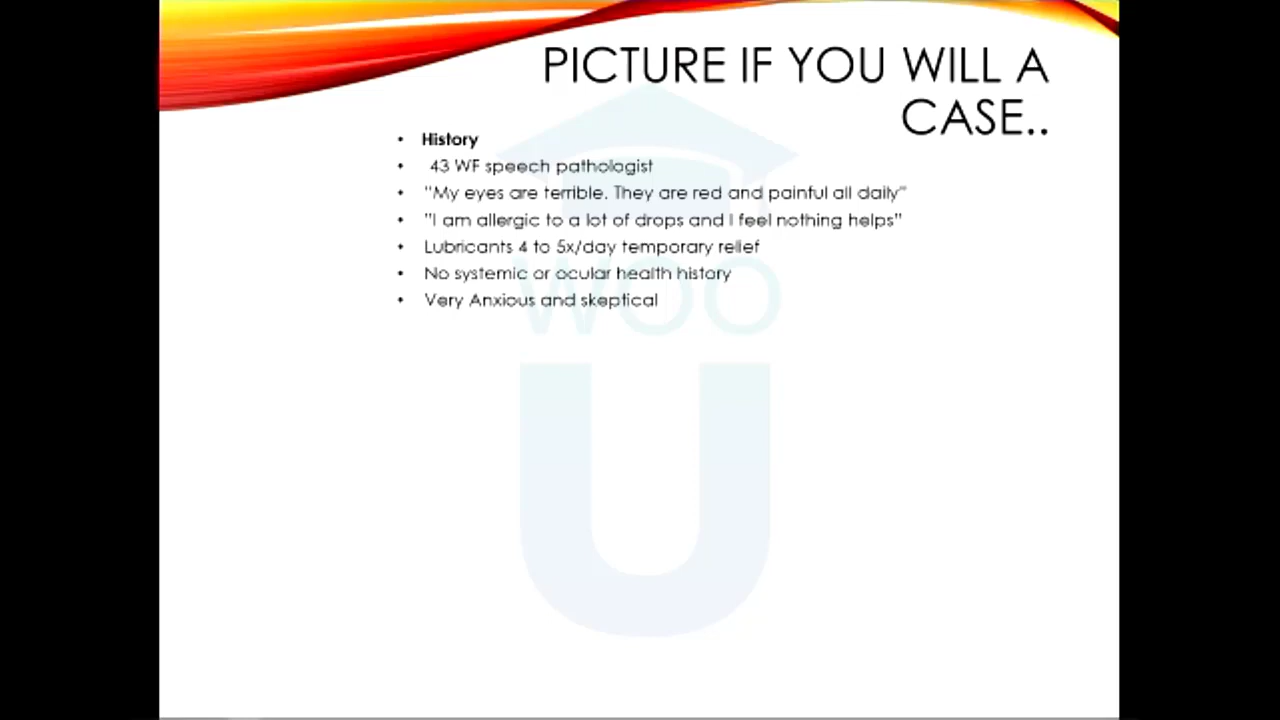 PICTURE IF YOU WILL A
CASE..
• History
• 43 WF speech pathologist
• "My eyes are terrible. They are red and painful all daily"
• "I am allergic to a lot of drops and I feel nothing helps"
• Lubricants 4 to 5x/day temporary relief
• No systemic or ocular health history
• Very Anxious and skeptical
WOO
U